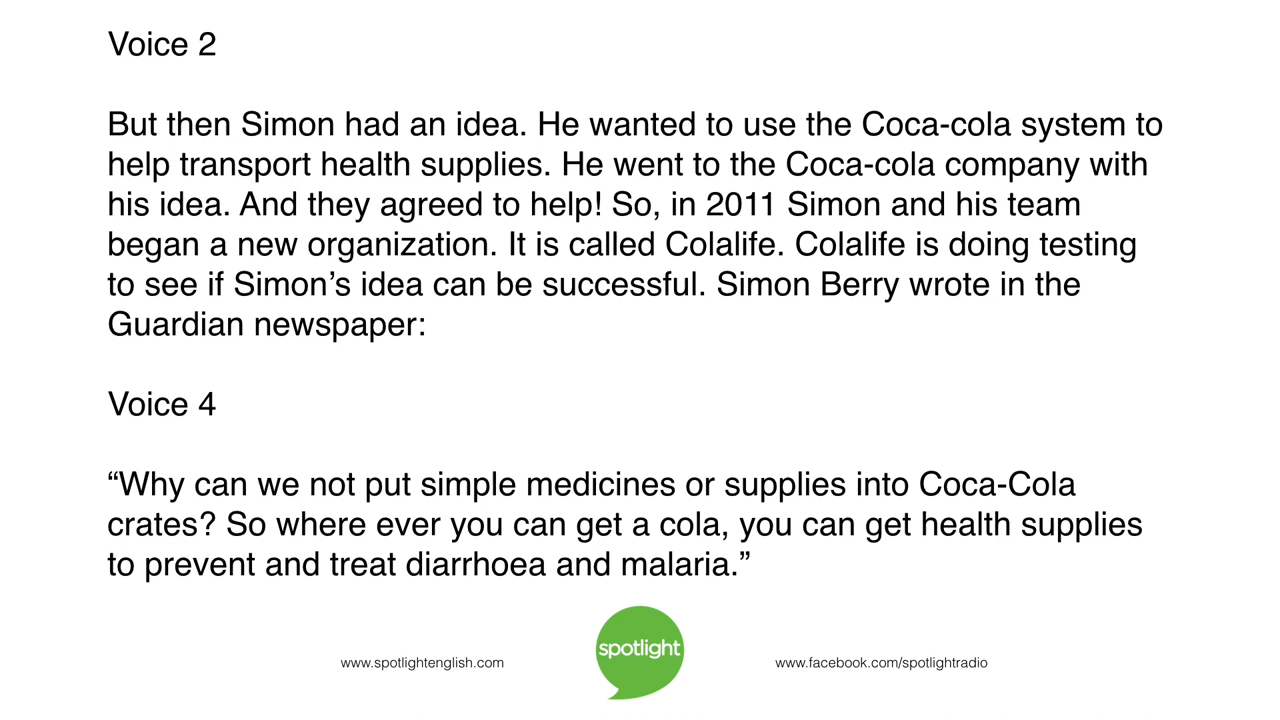 Voice 2
But then Simon had an idea. He wanted to use the Coca-cola system to
help transport health supplies. He went to the Coca-cola company with
his idea. And they agreed to help! So, in 2011 Simon and his team
began a new organization. It is called Colalife. Colalife is doing testing
to see if Simon’s idea can be successful. Simon Berry wrote in the
Guardian newspaper:
Voice 4
“Why can we not put simple medicines or supplies into Coca-Cola
crates? So where ever you can get a cola, you can get health supplies
to prevent and treat diarrhoea and malaria.”
www.spotlightenglish.com
spotlight
www.facebook.com/spotlightradio